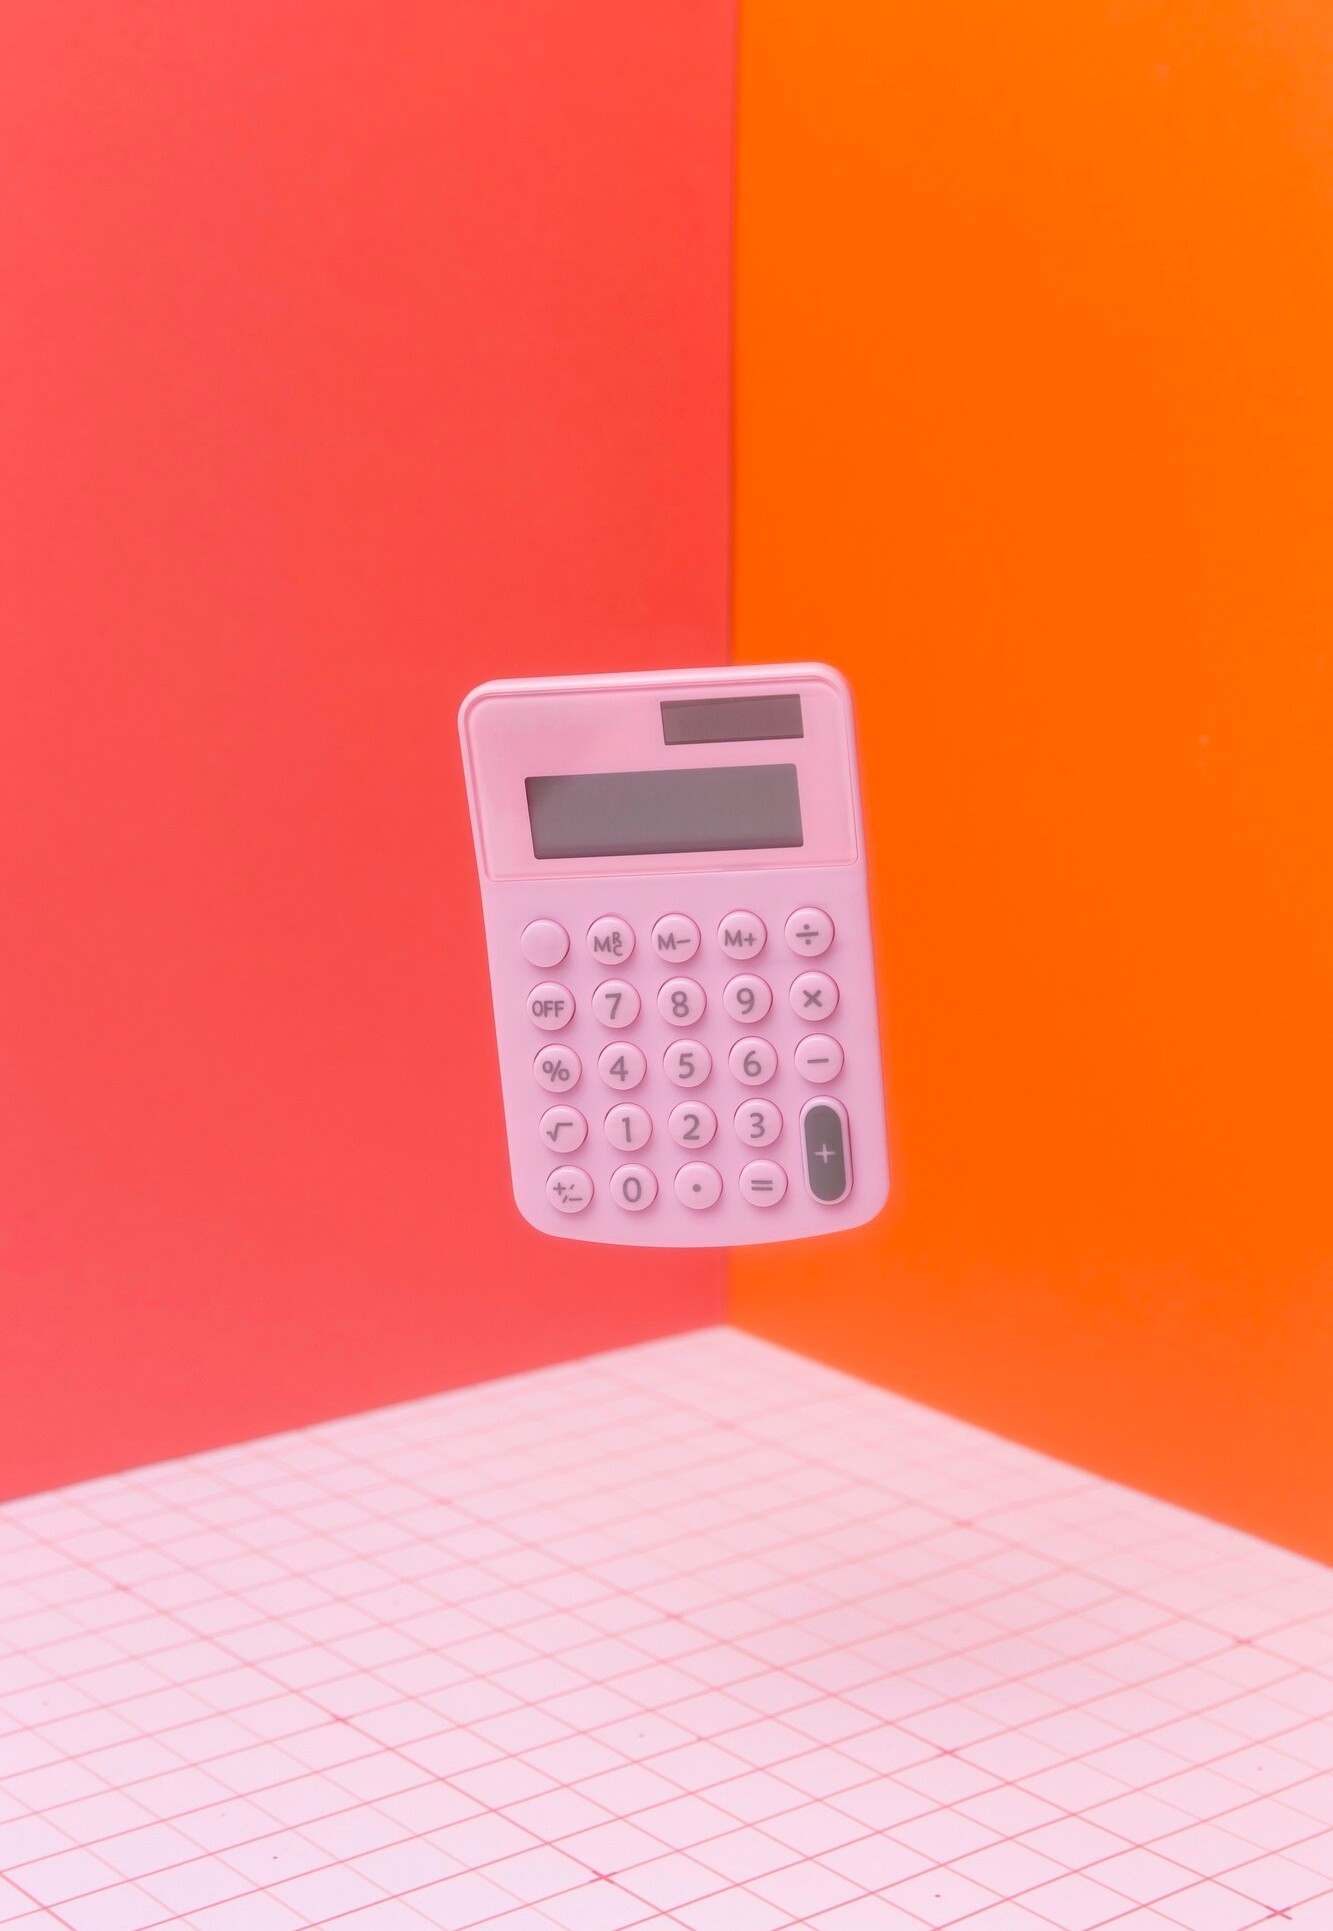 MRC M− M+ ÷
OFF 7 8 9 ×
% 4 5 6 −
√ 1 2 3 +
+/− 0 . =